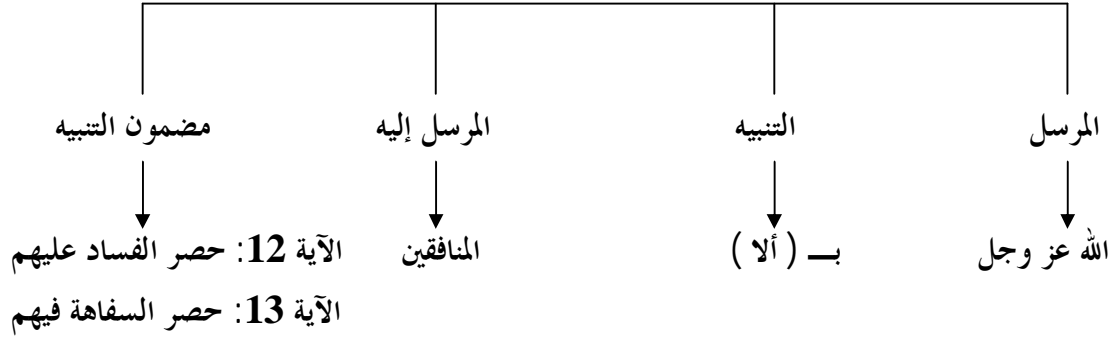 المرسل التنبيه المرسل إليه مضمون التنبيه
الله عز وجل بـــ ( ألا ) المنافقين الآية 12: حصر الفساد عليهم
الآية 13: حصر السفاهة فيهم